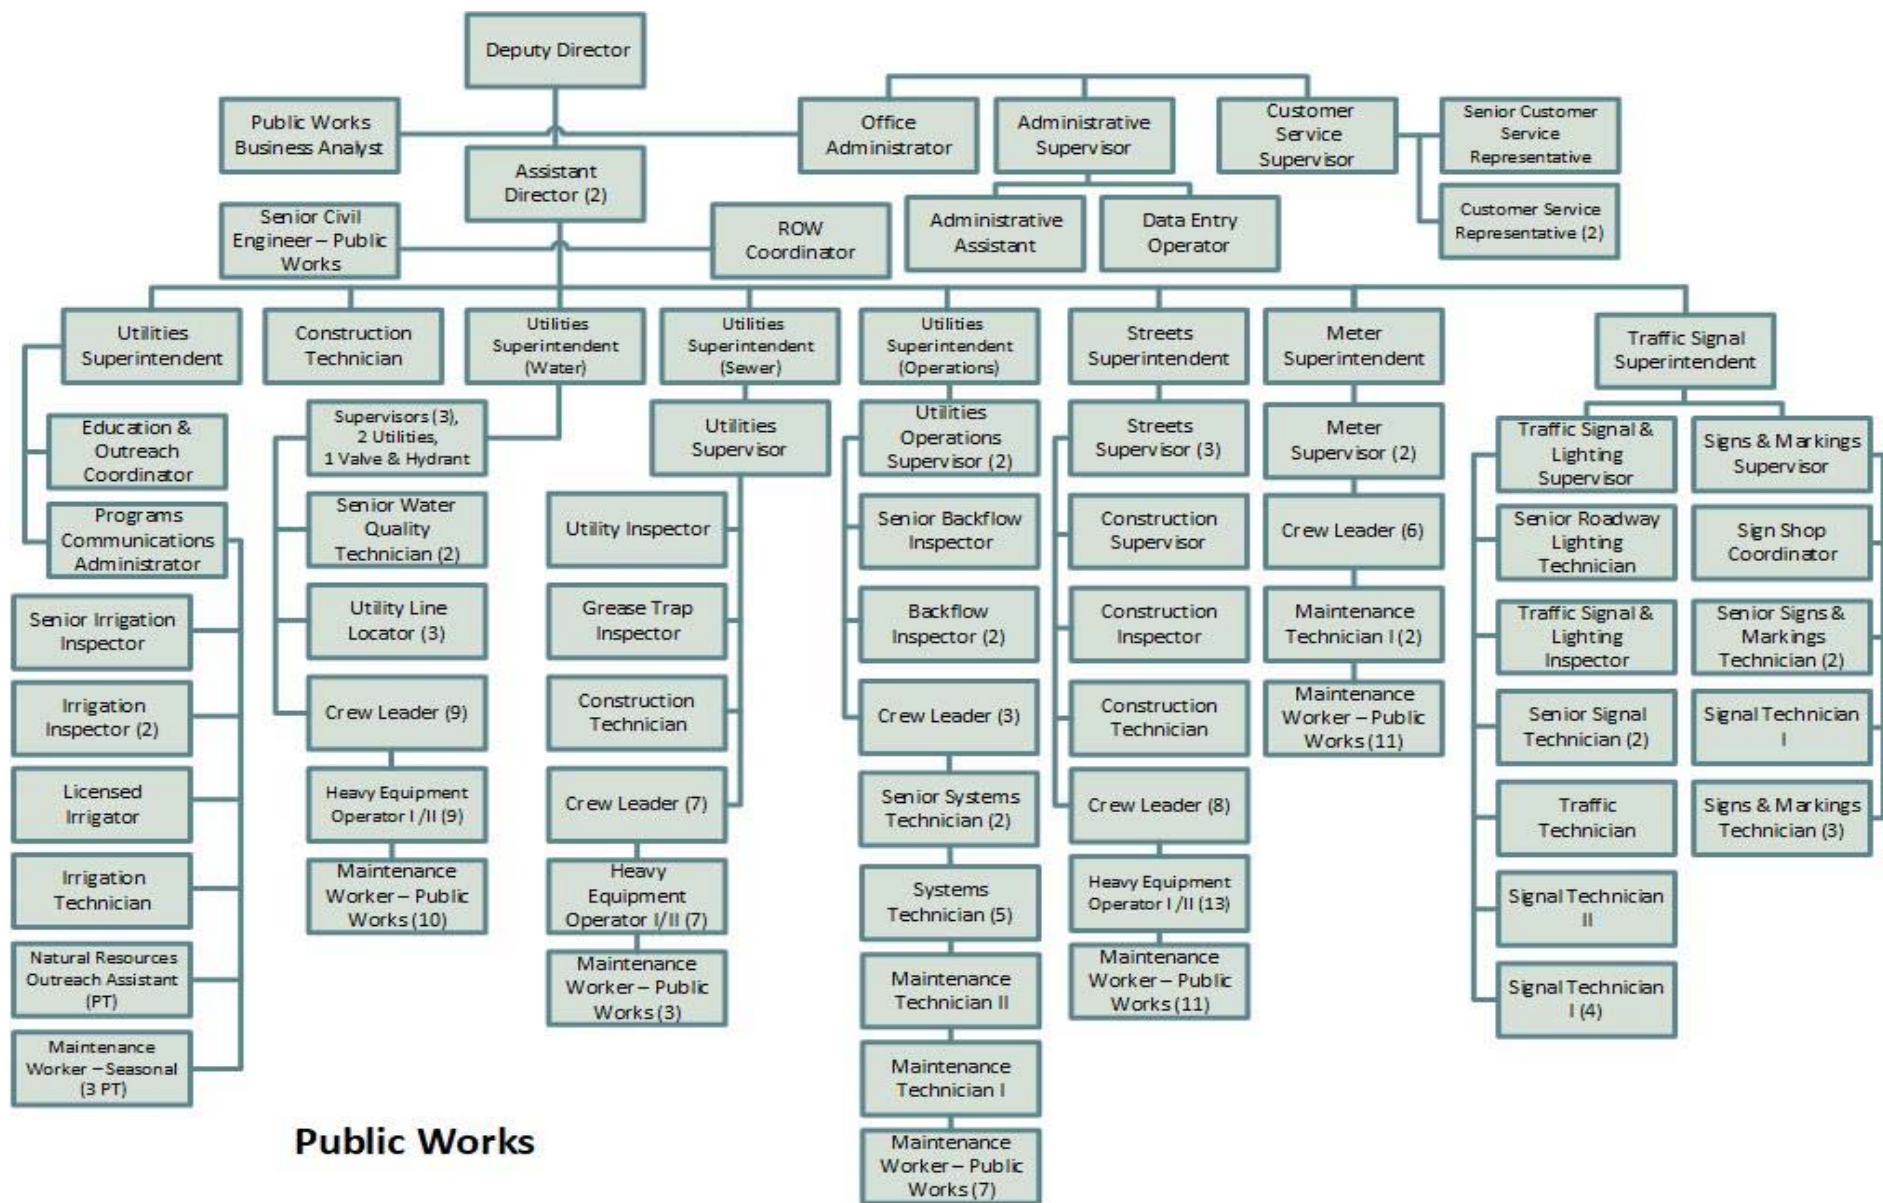 Deputy Director
Public Works
Business Analyst
Office
Administrator
Administrative
Supervisor
Customer
Service
Supervisor
Senior Customer
Service
Representative
Assistant
Director (2)
Administrative
Assistant
Data Entry
Operator
Customer Service
Representative (2)
Senior Civil
Engineer – Public
Works
ROW
Coordinator
Utilities
Superintendent
Construction
Technician
Utilities
Superintendent
(Water)
Utilities
Superintendent
(Sewer)
Utilities
Superintendent
(Operations)
Streets
Superintendent
Meter
Superintendent
Traffic Signal
Superintendent
Education &
Outreach
Coordinator
Programs
Communications
Administrator
Senior Irrigation
Inspector
Irrigation
Inspector (2)
Licensed
Irrigator
Irrigation
Technician
Natural Resources
Outreach Assistant
(PT)
Maintenance
Worker – Seasonal
(3 PT)
Supervisors (3),
2 Utilities,
1 Valve & Hydrant
Senior Water
Quality
Technician (2)
Utility Line
Locator (3)
Crew Leader (9)
Heavy Equipment
Operator I /II (9)
Maintenance
Worker – Public
Works (10)
Utilities
Supervisor
Utility Inspector
Grease Trap
Inspector
Construction
Technician
Crew Leader (7)
Heavy
Equipment
Operator I/II (7)
Maintenance
Worker – Public
Works (3)
Utilities
Operations
Supervisor (2)
Senior Backflow
Inspector
Backflow
Inspector (2)
Crew Leader (3)
Senior Systems
Technician (2)
Systems
Technician (5)
Maintenance
Technician II
Maintenance
Technician I
Maintenance
Worker – Public
Works (7)
Streets
Supervisor (3)
Construction
Supervisor
Construction
Inspector
Construction
Technician
Crew Leader (8)
Heavy Equipment
Operator I /II (13)
Maintenance
Worker – Public
Works (11)
Meter
Supervisor (2)
Crew Leader (6)
Maintenance
Technician I (2)
Maintenance
Worker – Public
Works (11)
Traffic Signal &
Lighting
Supervisor
Senior Roadway
Lighting
Technician
Traffic Signal &
Lighting
Inspector
Senior Signal
Technician (2)
Traffic
Technician
Signal Technician
II
Signal Technician
I (4)
Signs & Markings
Supervisor
Sign Shop
Coordinator
Senior Signs &
Markings
Technician (2)
Signal Technician
I
Signs & Markings
Technician (3)
Public Works